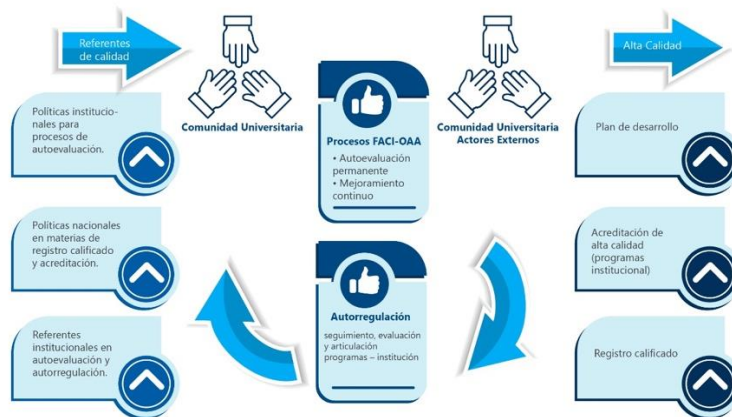 Referentes
de calidad
Políticas institucio-
nales para
procesos de
autoevaluación.
Políticas nacionales
en materias de
registro calificado
y acreditación.
Referentes
institucionales en
autoevaluación y
autorregulación.
Comunidad Universitaria
Procesos FACI-OAA
• Autoevaluación
permanente
• Mejoramiento
continuo
Autorregulación
seguimiento, evaluación
y articulación
programas – institución
Comunidad Universitaria
Actores Externos
Alta Calidad
Plan de desarrollo
Acreditación de
alta calidad
(programas
institucional)
Registro calificado